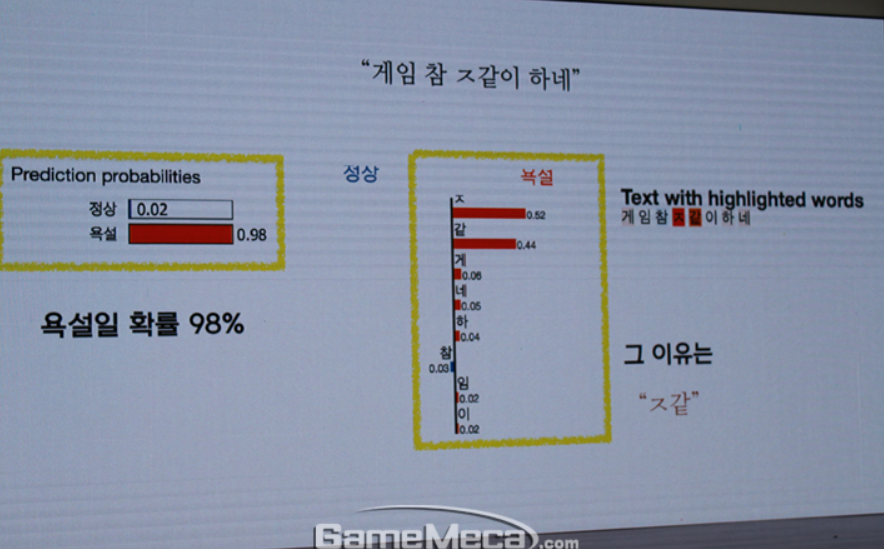 “게임 참 ㅈ같이 하네”
Prediction probabilities
정상 0.02
욕설 0.98
욕설일 확률 98%
정상 욕설
ㅈ
0.52
같
0.44
게
0.06
네
0.05
하
0.04
참
0.03
임
0.02
이
0.02
Text with highlighted words
게임참ㅈ같이하네
그 이유는
“ㅈ같”
GameMeca.com